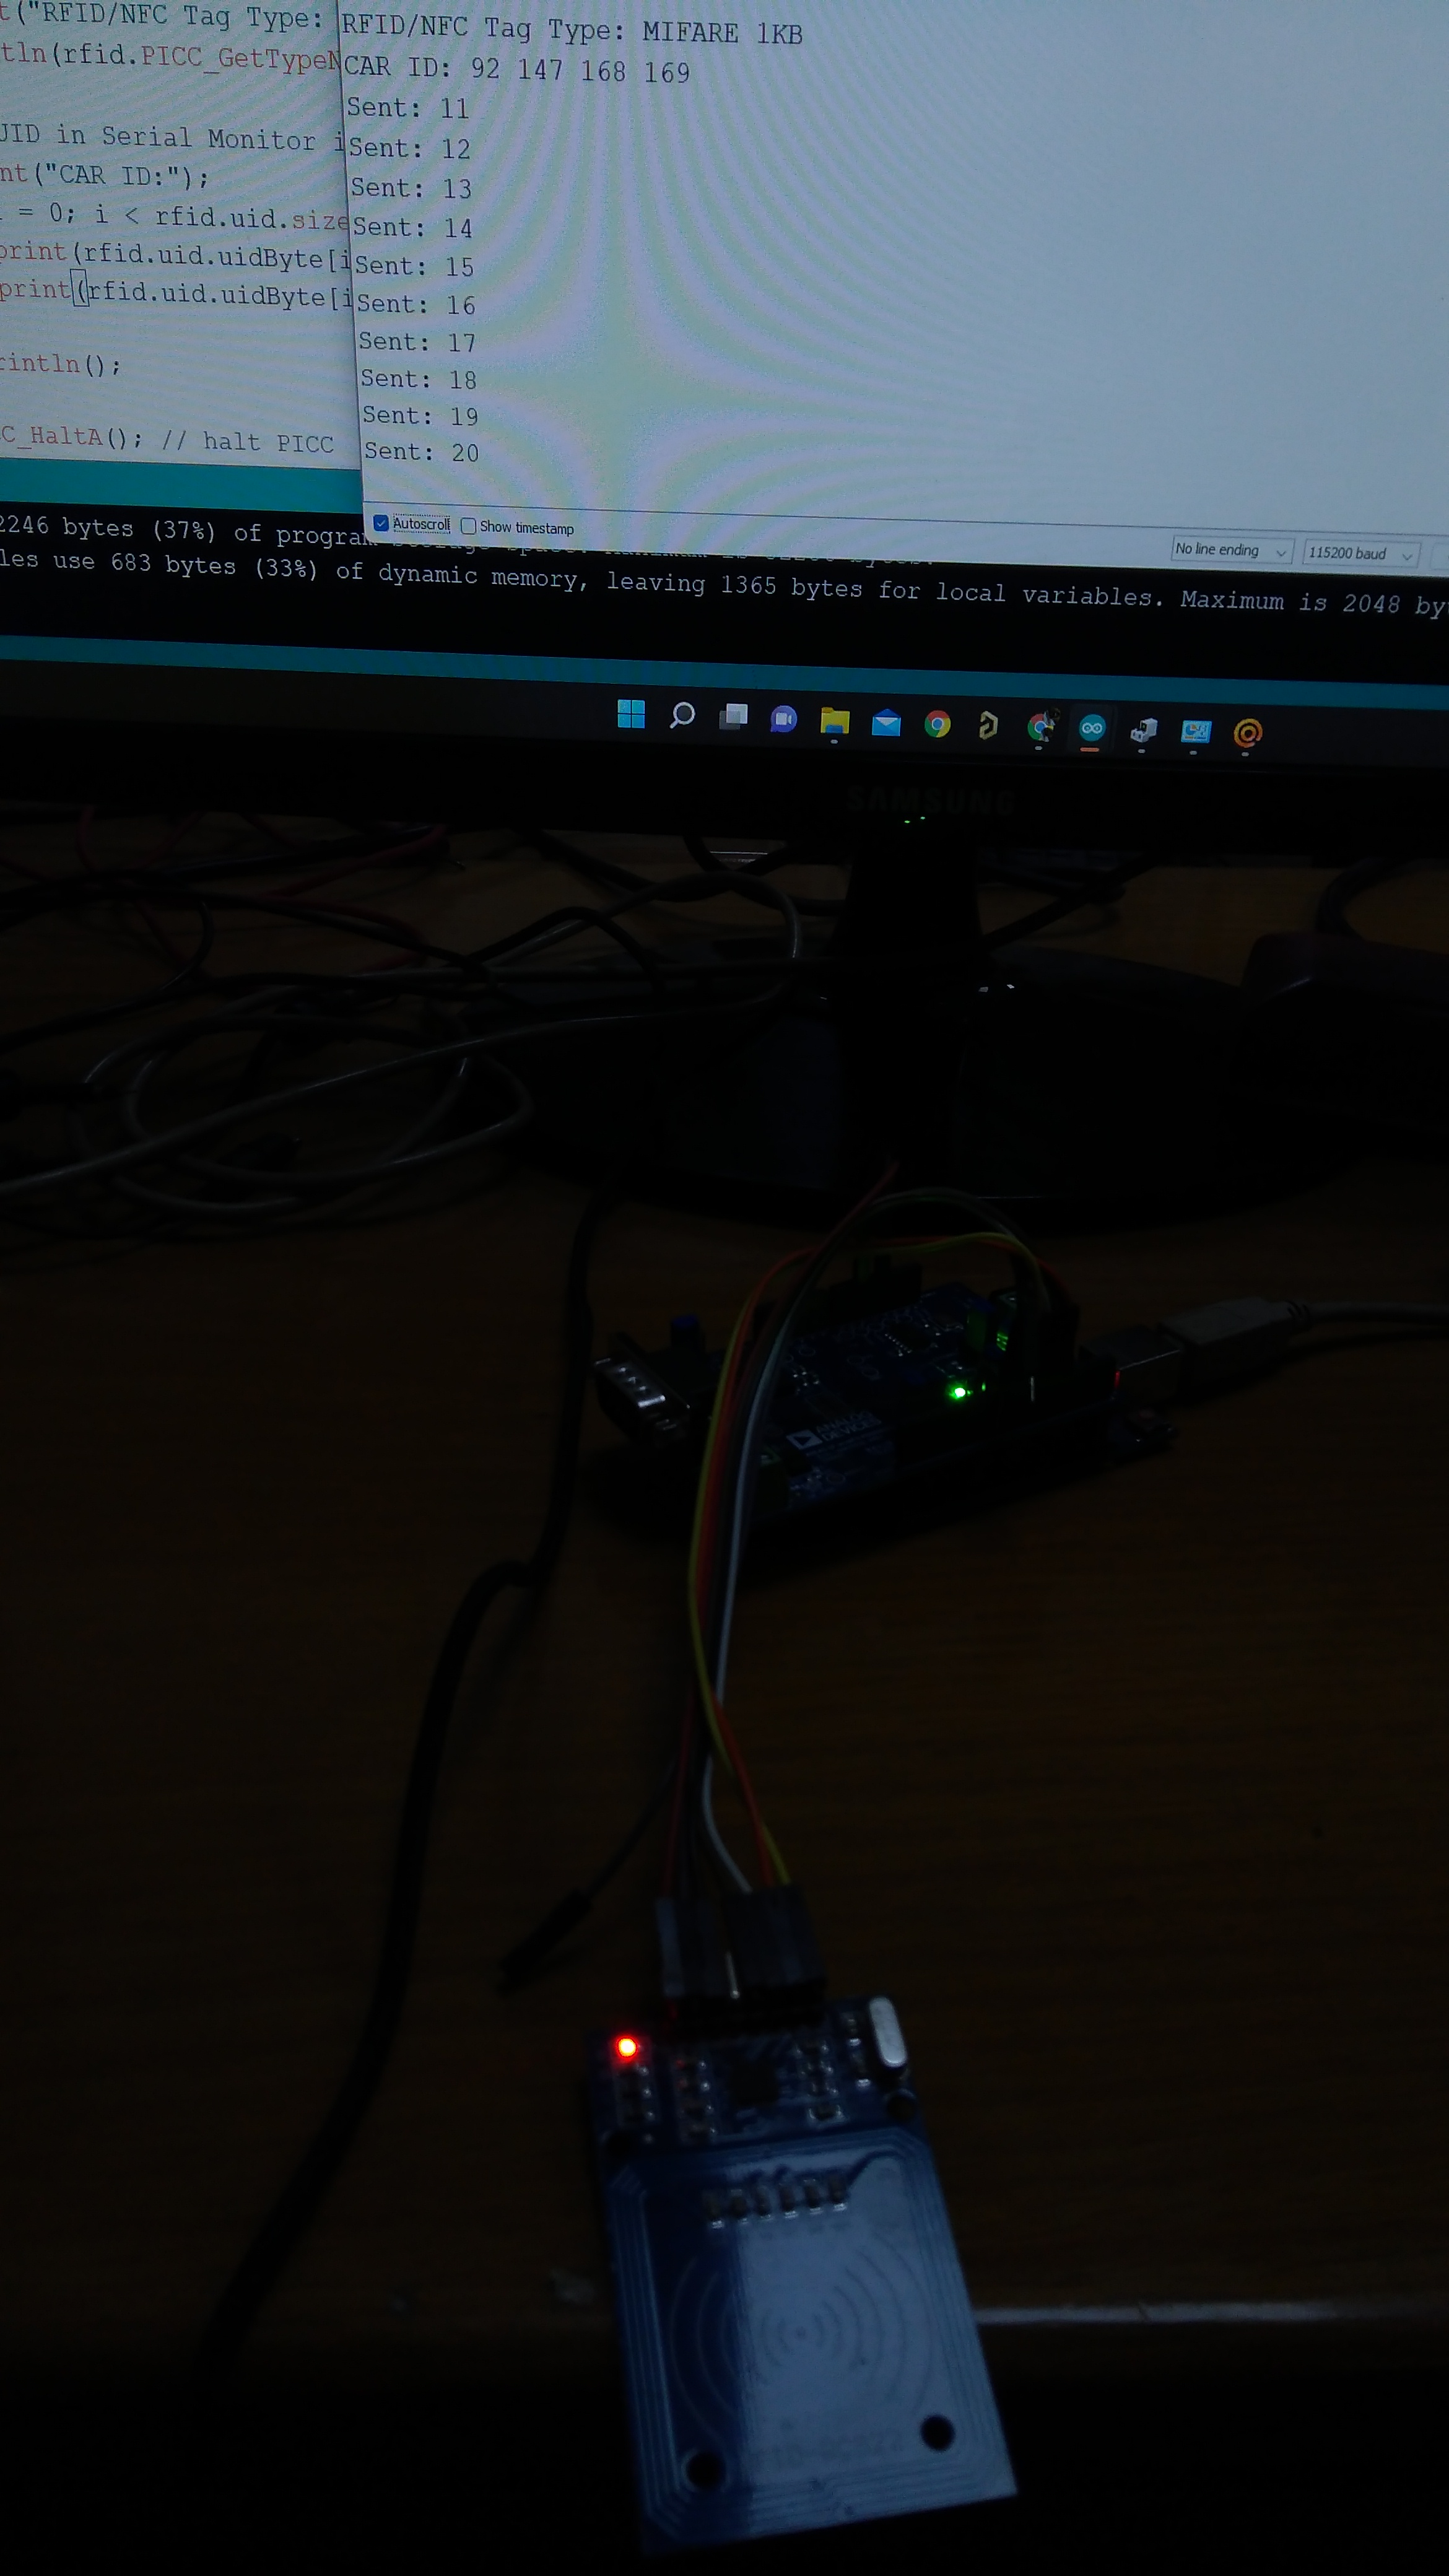 t("RFID/NFC Tag Type:
tln(rfid.PICC_GetTypeN
UID in Serial Monitor i
nt("CAR ID:");
= 0; i < rfid.uid.size
print(rfid.uid.uidByte[i
print(rfid.uid.uidByte[i
rintln();
C_HaltA(); // halt PICC
RFID/NFC Tag Type: MIFARE 1KB
CAR ID: 92 147 168 169
Sent: 11
Sent: 12
Sent: 13
Sent: 14
Sent: 15
Sent: 16
Sent: 17
Sent: 18
Sent: 19
Sent: 20
Autoscroll Show timestamp
No line ending 115200 baud
2246 bytes (37%) of program
les use 683 bytes (33%) of dynamic memory, leaving 1365 bytes for local variables. Maximum is 2048 by
SAMSUNG
ANALOG
DEVICES